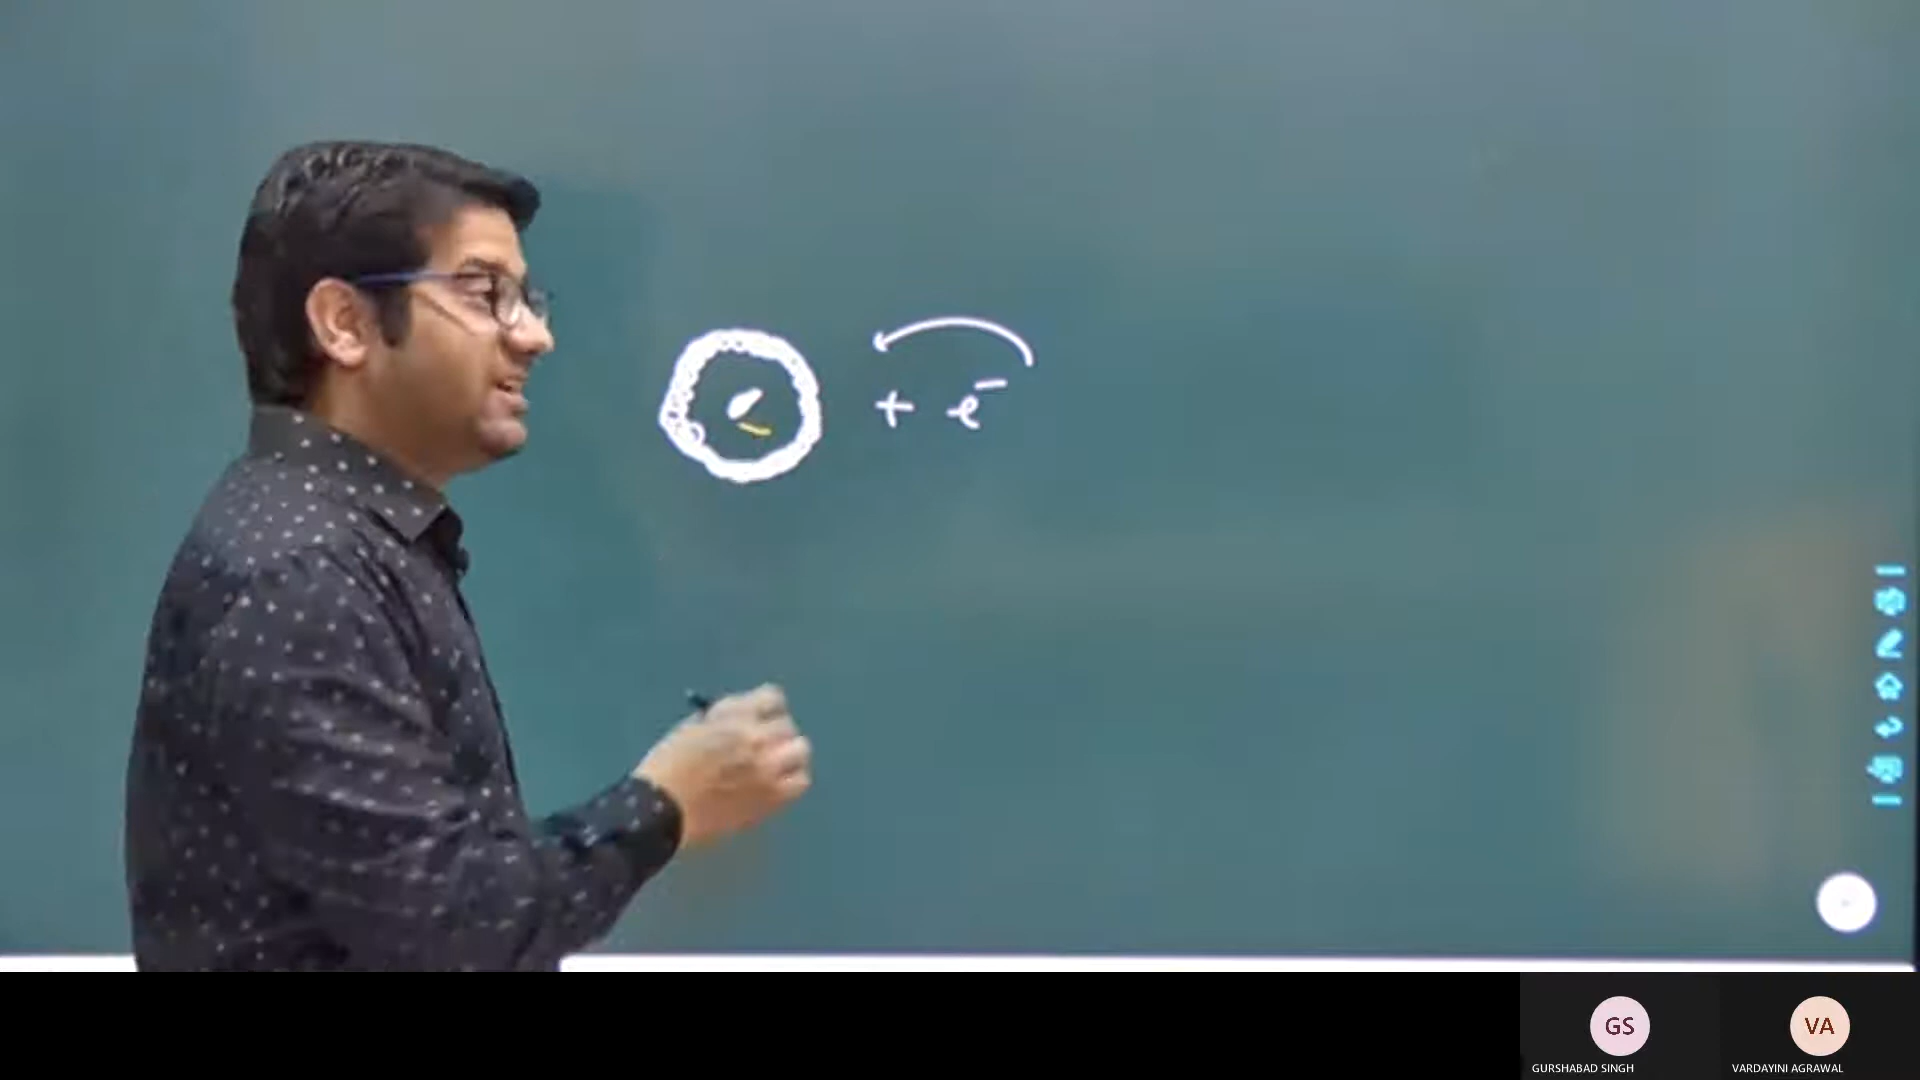 + e⁻
GS
VA
GURSHABAD SINGH
VARDAYINI AGRAWAL